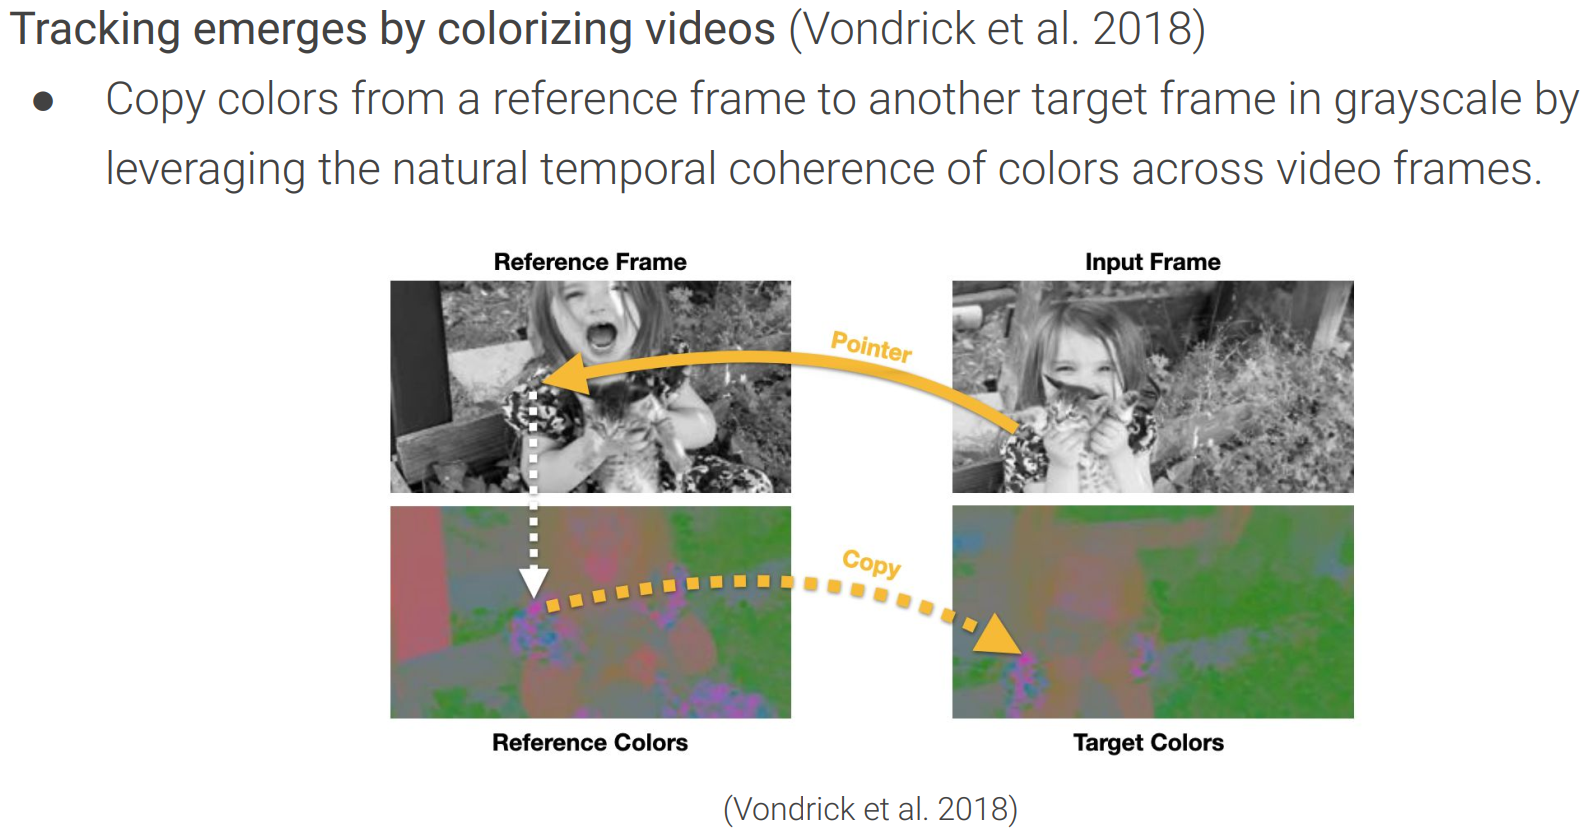 Tracking emerges by colorizing videos (Vondrick et al. 2018)
● Copy colors from a reference frame to another target frame in grayscale by
leveraging the natural temporal coherence of colors across video frames.
Reference Frame
Input Frame
Pointer
Copy
Reference Colors
Target Colors
(Vondrick et al. 2018)